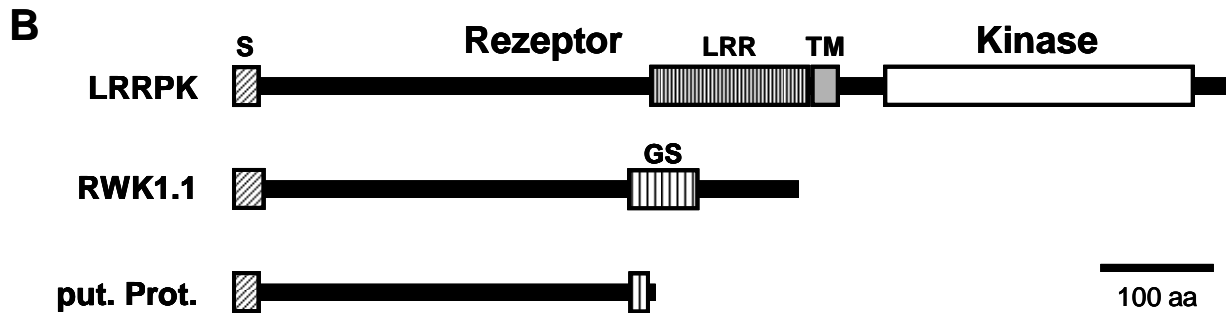 B
S Rezeptor LRR TM Kinase
LRRPK
GS
RWK1.1
put. Prot.
100 aa